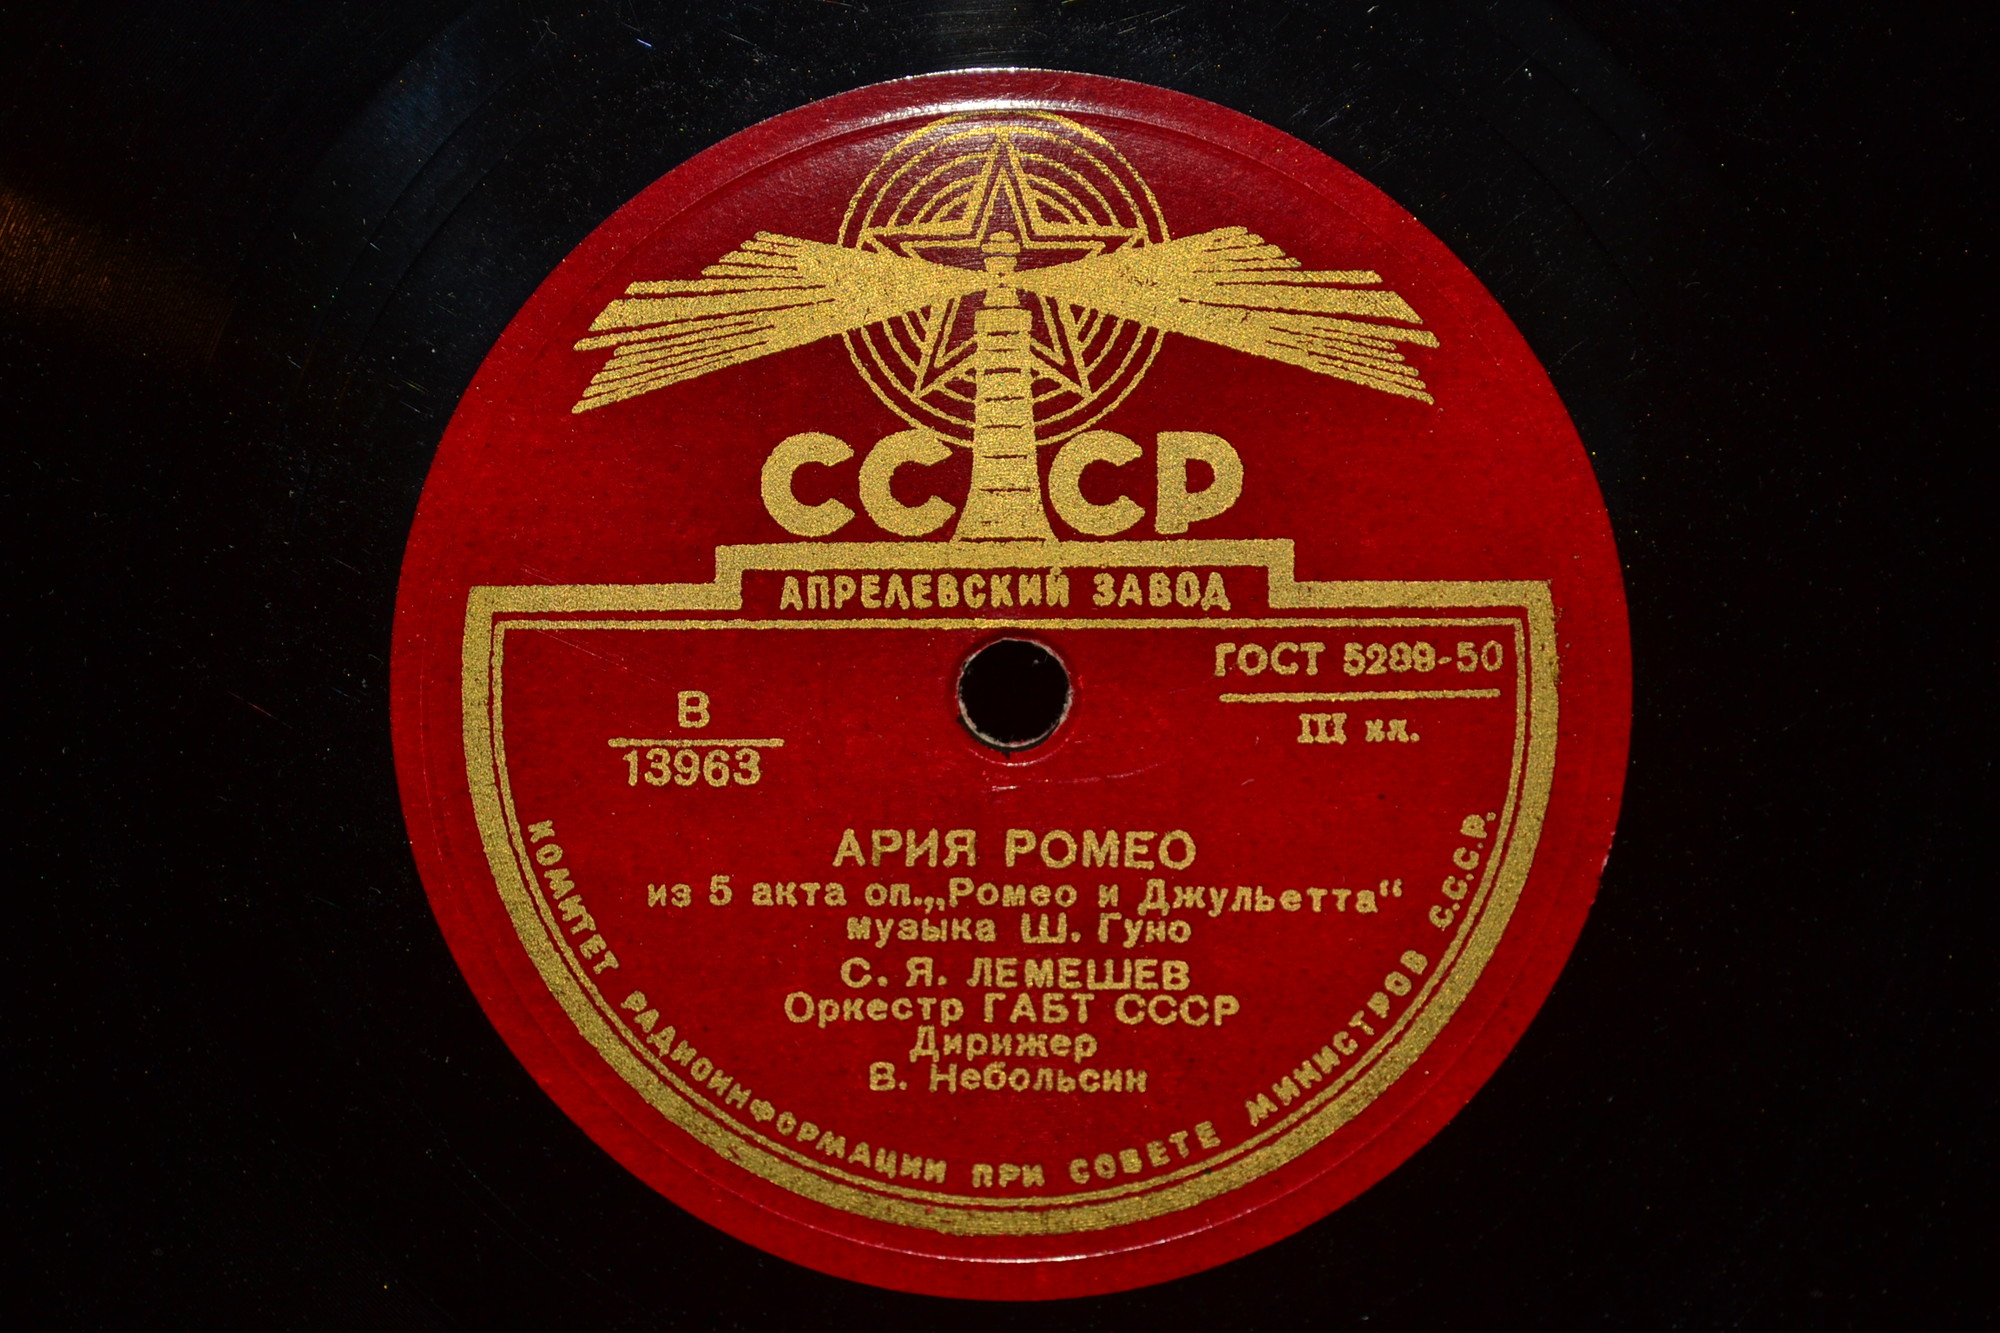 СССР
АПРЕЛЕВСКИЙ ЗАВОД
ГОСТ 5289-50
III кл.
В
13963
АРИЯ РОМЕО
из 5 акта оп. „Ромео и Джульетта“
музыка Ш. Гуно
С. Я. ЛЕМЕШЕВ
Оркестр ГАБТ СССР
Дирижер
В. Небольсин
КОМИТЕТ РАДИОИНФОРМАЦИИ ПРИ СОВЕТЕ МИНИСТРОВ С.С.С.Р.